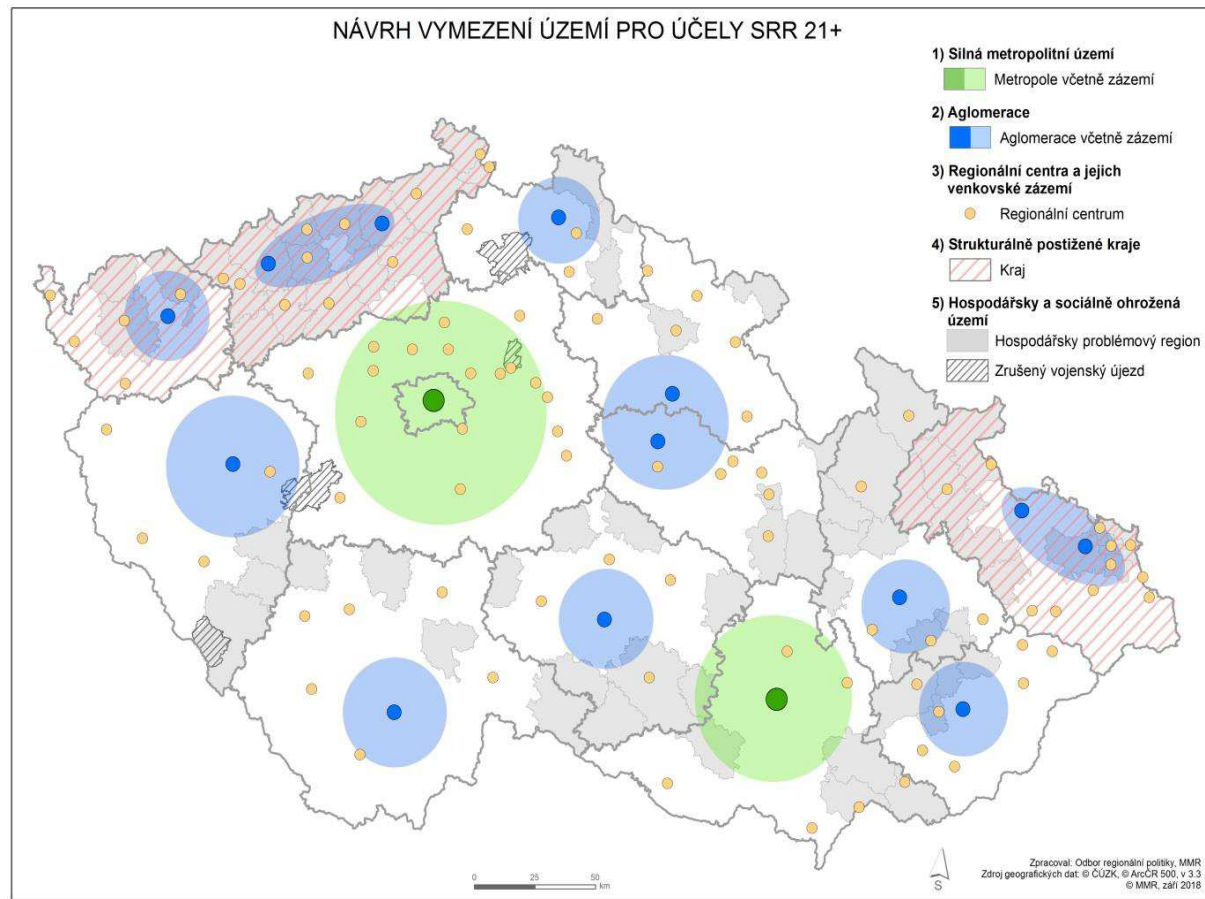 NÁVRH VYMEZENÍ ÚZEMÍ PRO ÚČELY SRR 21+
1) Silná metropolitní území
Metropole včetně zázemí
2) Aglomerace
Aglomerace včetně zázemí
3) Regionální centra a jejich
venkovské zázemí
Regionální centrum
4) Strukturálně postižené kraje
Kraj
5) Hospodářsky a sociálně ohrožená
území
Hospodářsky problémový region
Zrušený vojenský újezd
0 25 50
km
S
Zpracoval: Odbor regionální politiky, MMR
Zdroj geografických dat: © ČÚZK, © ArcČR 500, v 3.3
© MMR, září 2018